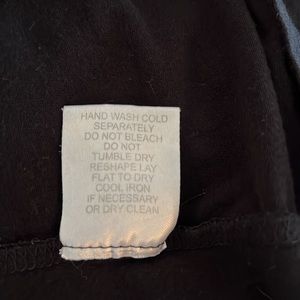 HAND WASH COLD
SEPARATELY
DO NOT BLEACH
DO NOT
TUMBLE DRY
RESHAPE LAY
FLAT TO DRY
COOL IRON
IF NECESSARY
OR DRY CLEAN